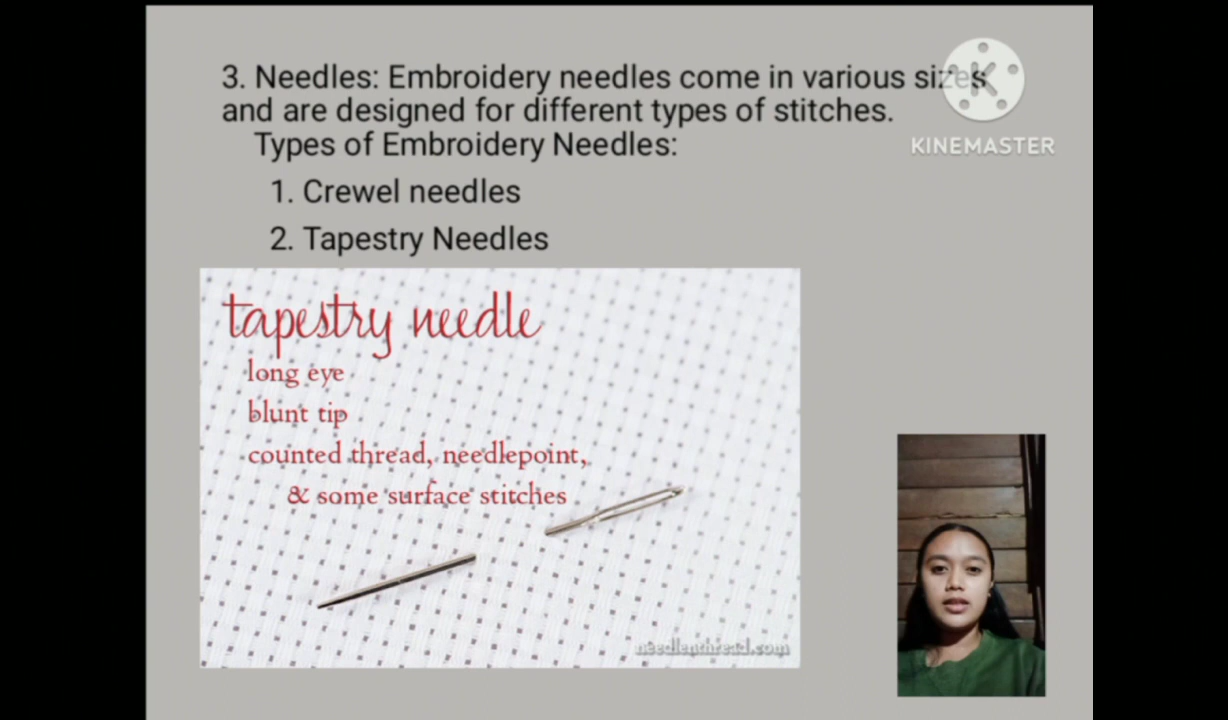 3. Needles: Embroidery needles come in various sizes
and are designed for different types of stitches.
Types of Embroidery Needles:
1. Crewel needles
2. Tapestry Needles
KINEMASTER
tapestry needle
long eye
blunt tip
counted thread, needlepoint,
& some surface stitches
needlenthread.com